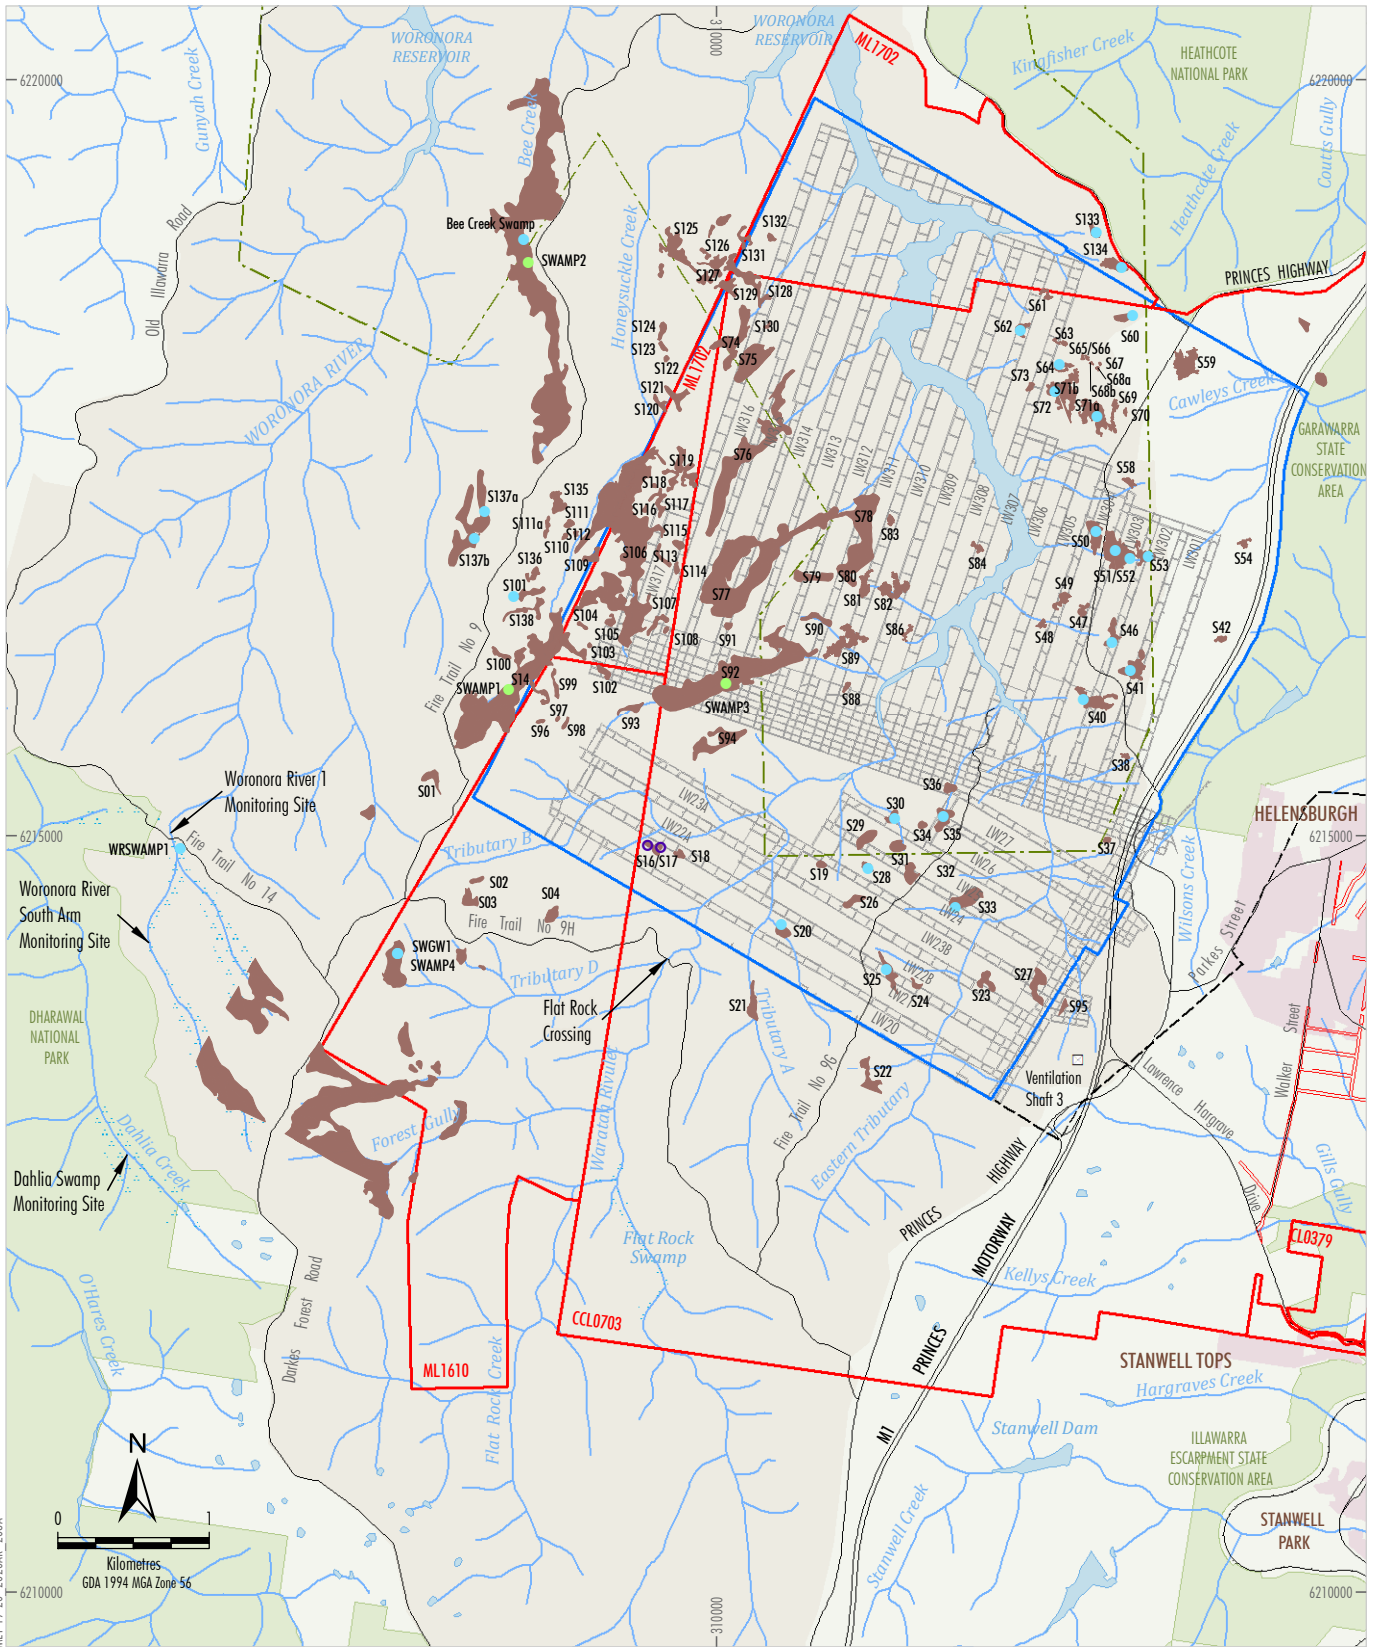 WORONORA
RESERVOIR
WORONORA
RESERVOIR
310000
ML1702
Kingfisher Creek
HEATHCOTE
NATIONAL PARK
6220000
6220000
Gunyah Creek
Bee Creek
Heathcote Creek
Coutts Gully
Old Illawarra Road
Bee Creek Swamp
SWAMP2
Honeysuckle Creek
S125
S126
S132
S131
S127
S129
S128
S130
S133
S134
PRINCES HIGHWAY
S124
S123
S122
S121
S120
S74
S75
ML1702
S61
S62
S63
S65/S66
S64
S67
S68a
S68b
S73
S71b
S72
S71a
S69
S70
S60
S59
Cawleys Creek
WORONORA RIVER
GARAWARRA
STATE
CONSERVATION
AREA
LW316
LW314
LW313
LW312
LW311
LW310
LW309
LW308
LW307
LW306
LW305
LW304
LW303
LW302
LW301
S76
S119
S118
S117
S116
S115
S106
S113
S114
LW317
S107
S108
S137a
S137b
S135
S111
S111a
S112
S110
S109
S136
S101
S138
S104
S105
S103
S102
S78
S83
S77
S79
S80
S81
S82
S84
S91
S90
S86
S89
S88
S58
S50
S51/S52
S53
S54
S49
S47
S48
S46
S42
S41
S40
S38
Fire Trail No 9
S100
SWAMP1
S14
S99
S97
S96
S98
S92
SWAMP3
S93
S94
S01
Woronora River 1
Monitoring Site
WRSWAMP1
Fire Trail No 14
Woronora River
South Arm
Monitoring Site
6215000
6215000
Tributary B
LW23A
LW22A
S16/S17
S18
S30
S36
S29
S34
S35
S31
S19
S28
S32
S26
S33
S37
LW27
LW26
LW24
LW23B
LW22B
LW20
HELENSBURGH
Wilsons Creek
Parkes Street
S02
S03
S04
Fire Trail No 9H
SWGW1
SWAMP4
Tributary D
Flat Rock
Crossing
S20
S21
Tributary A
S25
S24
S23
S27
S95
S22
Fire Trail No 9G
Ventilation
Shaft 3
Walker Street
Lawrence Hargrave Drive
DHARAWAL
NATIONAL
PARK
Dahlia Creek
Dahlia Swamp
Monitoring Site
Forest Gully
Waratah Rivulet
Eastern Tributary
Gills Gully
PRINCES HIGHWAY
Flat Rock
Swamp
M1 PRINCES MOTORWAY
Kellys Creek
CL0379
O'Hares Creek
Darkes Forest Road
CCL0703
ML1610
Flat Rock Creek
STANWELL TOPS
Hargraves Creek
Stanwell Dam
ILLAWARRA
ESCARPMENT STATE
CONSERVATION AREA
STANWELL
PARK
Stanwell Creek
N
0 1
Kilometres
GDA 1994 MGA Zone 56
6210000
6210000
310000